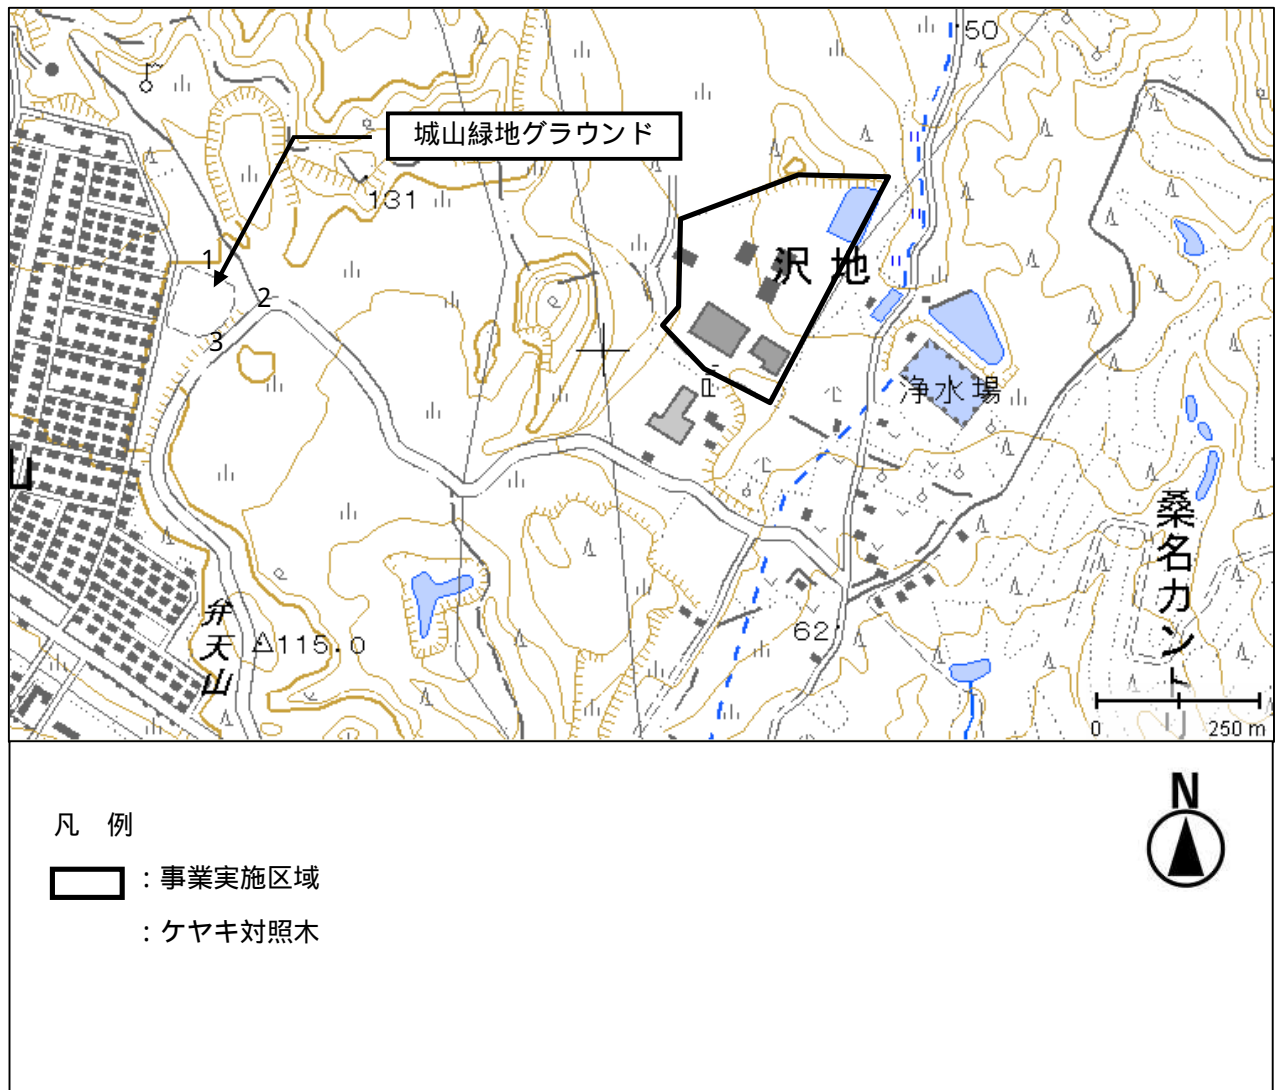 50
城山緑地グラウンド
131
沢地
1
2
3
浄水場
山
桑名カント
弁天山
115.0
62
0
250 m
N
凡 例
：事業実施区域
：ケヤキ対照木